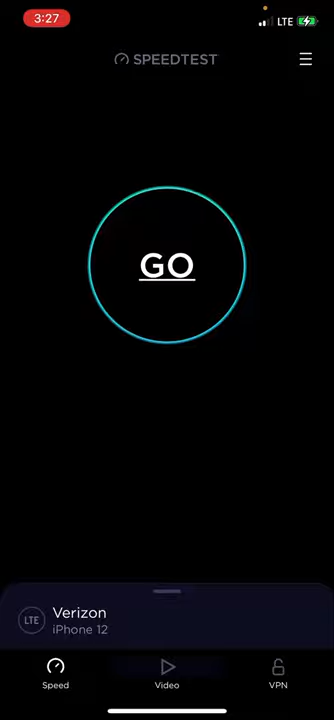 3:27
LTE
SPEEDTEST
GO
LTE
Verizon
iPhone 12
Speed
Video
VPN